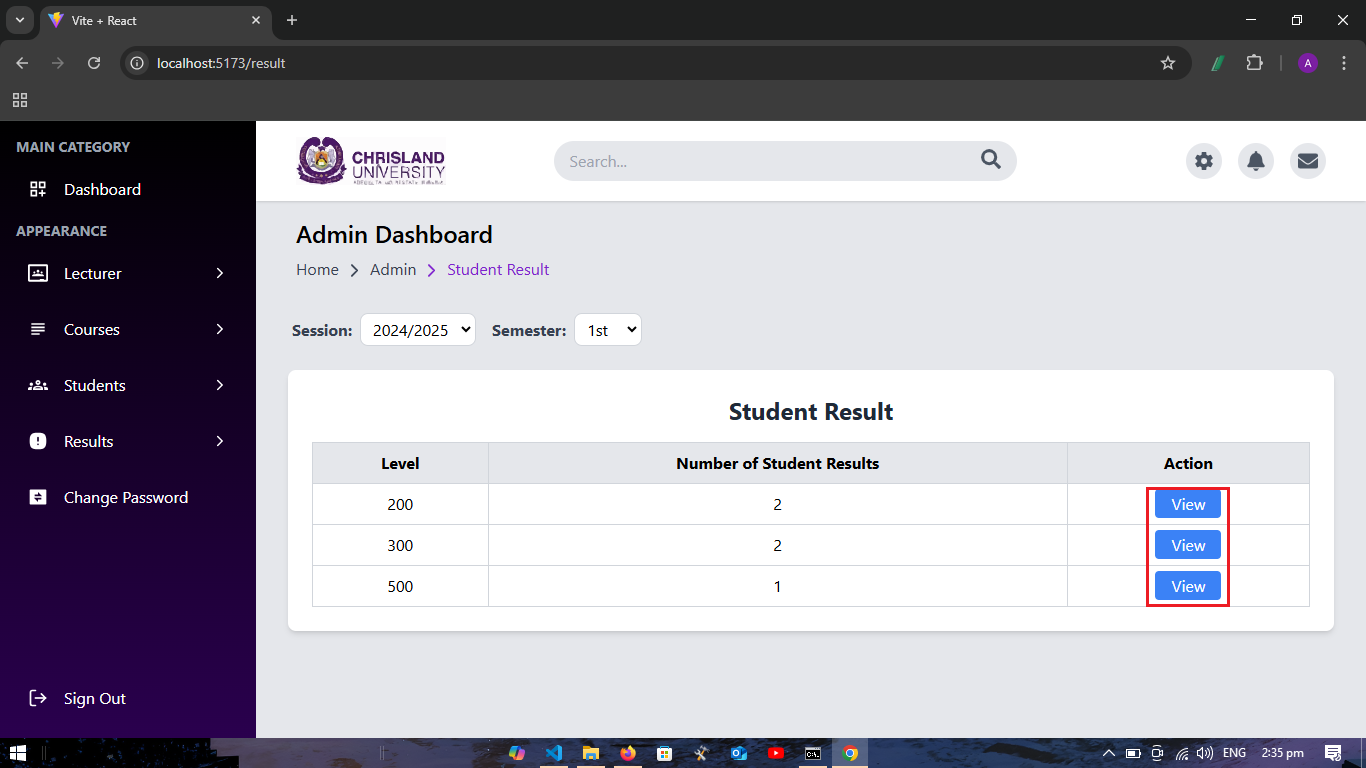 Vite + React
localhost:5173/result
A
MAIN CATEGORY
Dashboard
APPEARANCE
Lecturer
Courses
Students
Results
Change Password
Sign Out
CHRISLAND
UNIVERSITY
Search...
Admin Dashboard
Home Admin Student Result
Session: 2024/2025 Semester: 1st
Student Result
Level Number of Student Results Action
200 2 View
300 2 View
500 1 View
ENG 2:35 pm